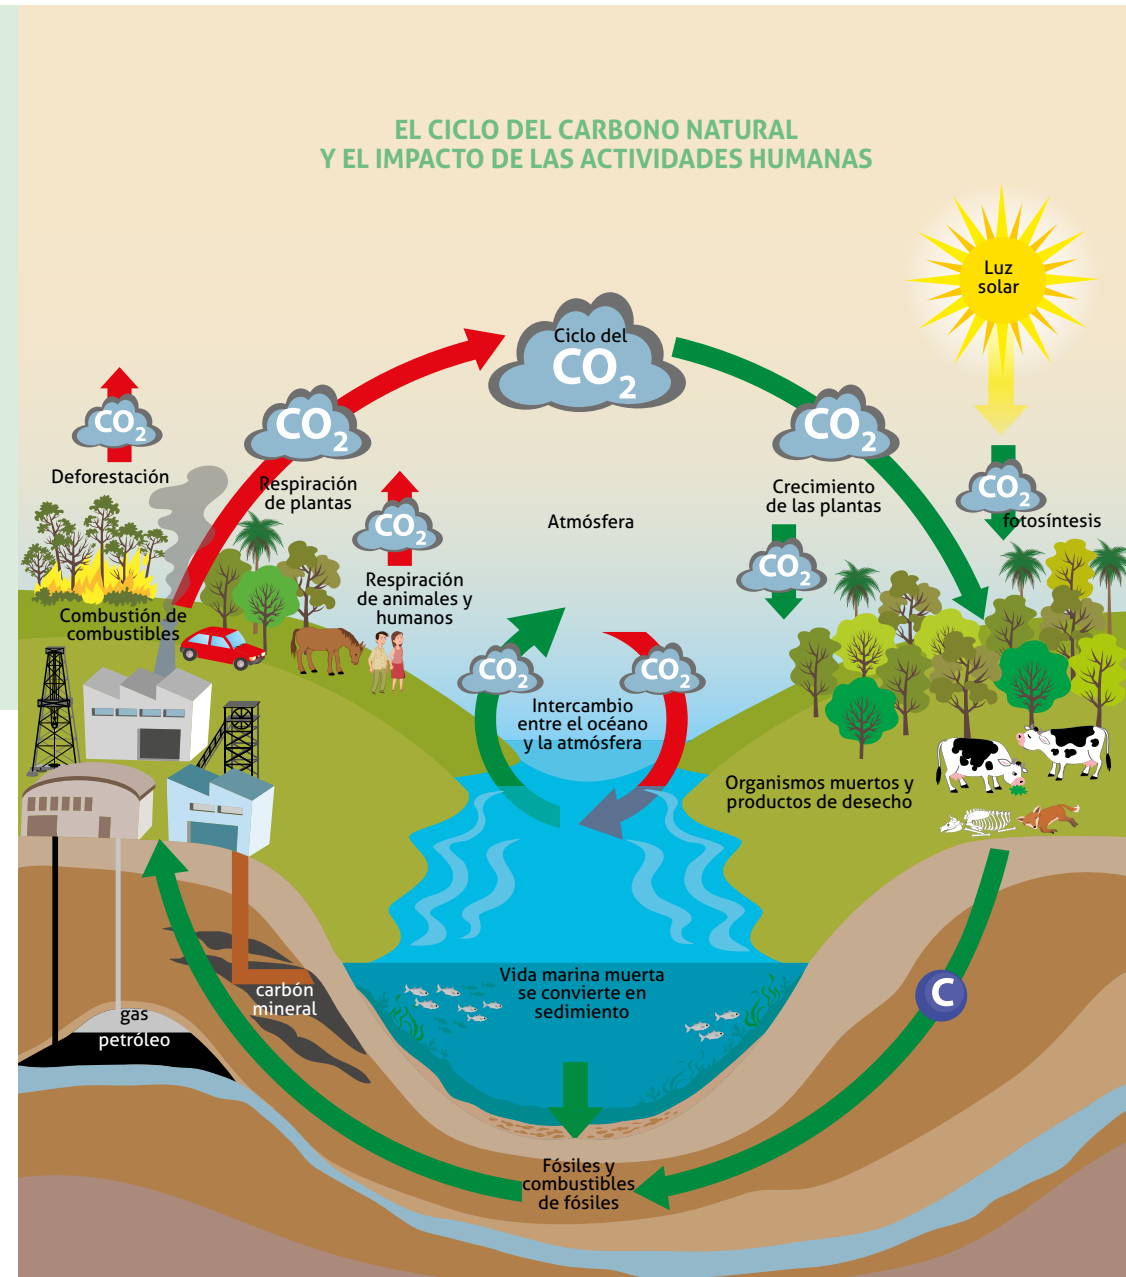 EL CICLO DEL CARBONO NATURAL
Y EL IMPACTO DE LAS ACTIVIDADES HUMANAS
Luz
solar
Ciclo del
CO2
CO2
Deforestación
CO2
Respiración
de plantas
CO2
Respiración
de animales y
humanos
Atmósfera
CO2
Crecimiento
de las plantas
CO2
CO2
fotosíntesis
Combustión de
combustibles
CO2
CO2
Intercambio
entre el océano
y la atmósfera
Organismos muertos y
productos de desecho
Vida marina muerta
se convierte en
sedimiento
C
carbón
mineral
gas
petróleo
Fósiles y
combustibles
de fósiles